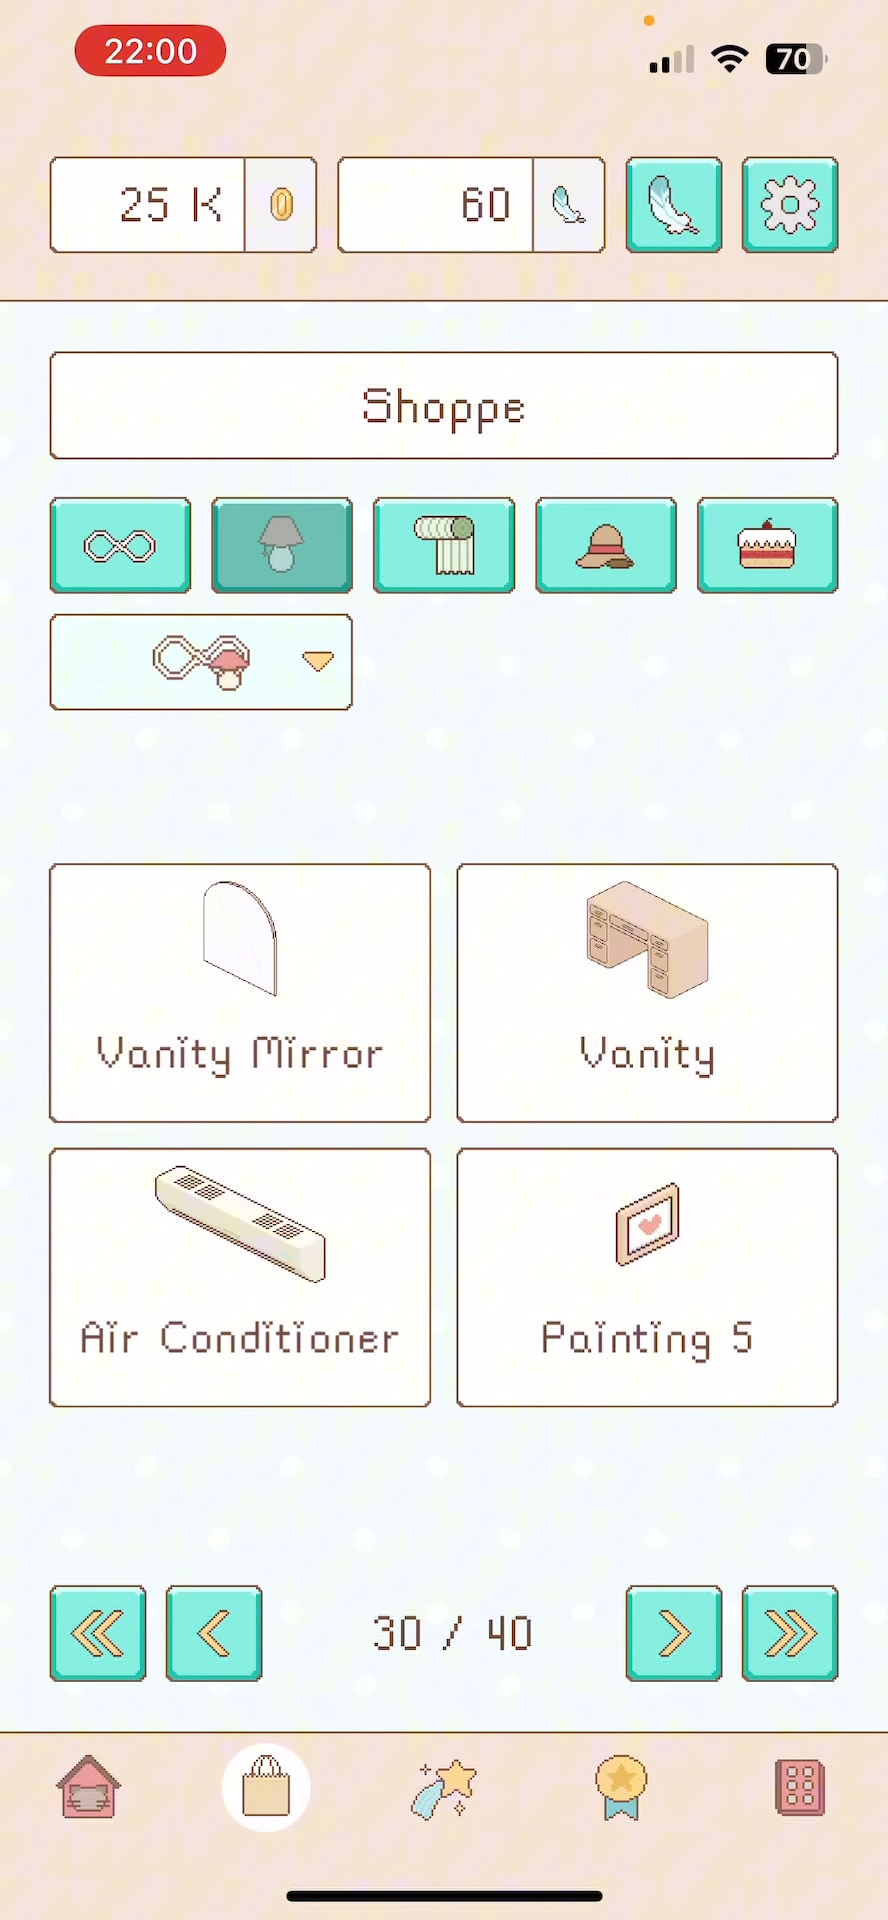 22:00
70
25 K
60
Shoppe
Vanity Mirror
Vanity
Air Conditioner
Painting 5
30 / 40